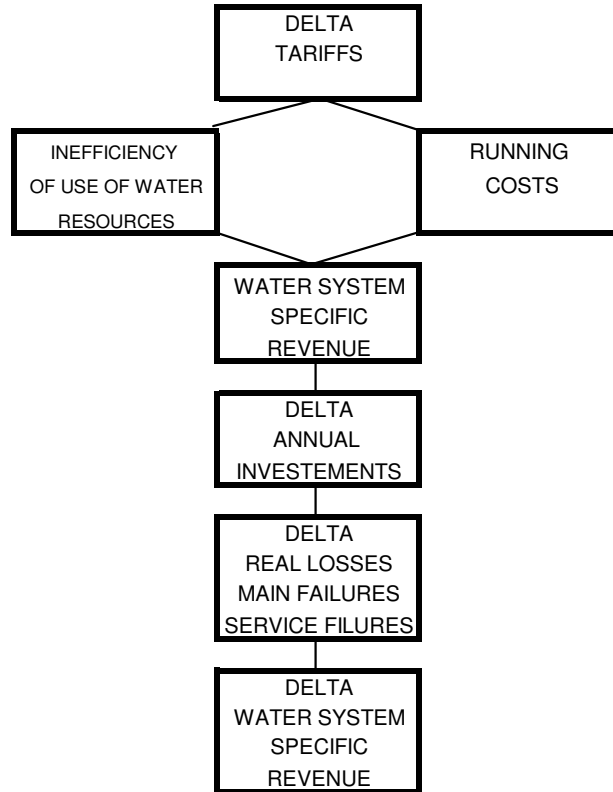 DELTA
TARIFFS
INEFFICIENCY
OF USE OF WATER
RESOURCES
RUNNING
COSTS
WATER SYSTEM
SPECIFIC
REVENUE
DELTA
ANNUAL
INVESTEMENTS
DELTA
REAL LOSSES
MAIN FAILURES
SERVICE FILURES
DELTA
WATER SYSTEM
SPECIFIC
REVENUE